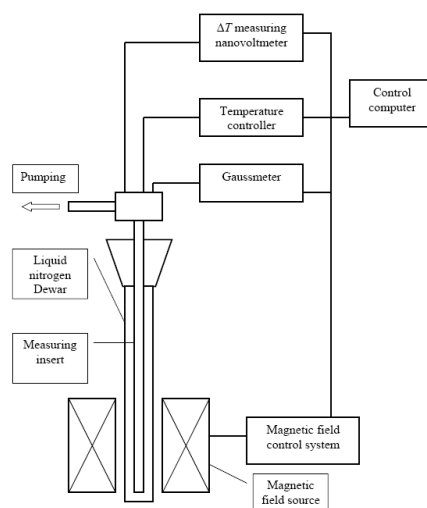 ΔT measuring
nanovoltmeter
Control
computer
Temperature
controller
Pumping
Gaussmeter
Liquid
nitrogen
Dewar
Measuring
insert
Magnetic field
control system
Magnetic
field source